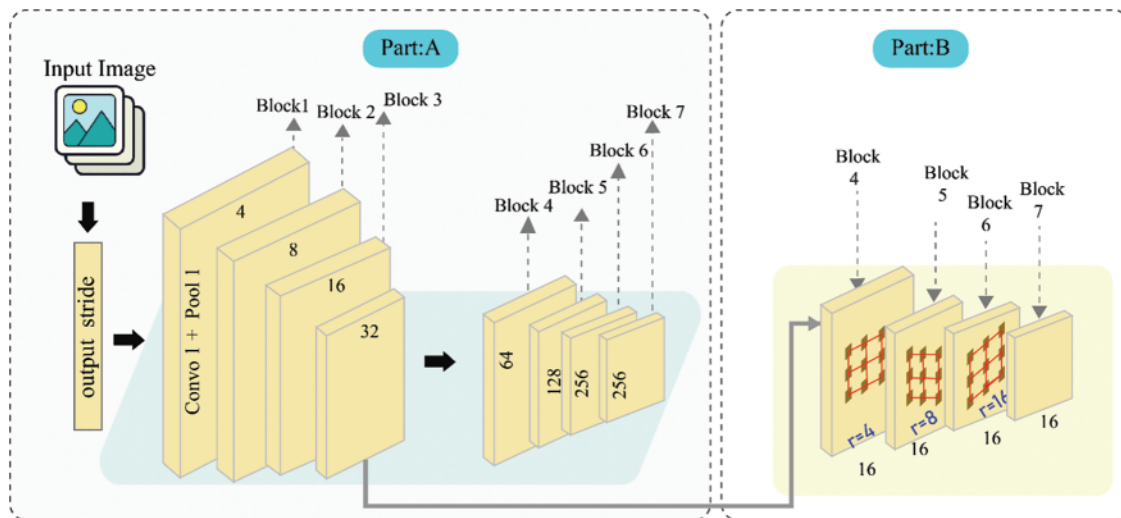 Part:A
Part:B
Input Image
output stride
Convo 1 + Pool 1
Block1
Block 2
Block 3
4
8
16
32
Block 4
Block 5
Block 6
Block 7
64
128
256
256
Block
4
Block
5
Block
6
Block
7
r=4
r=8
r=16
16
16
16
16